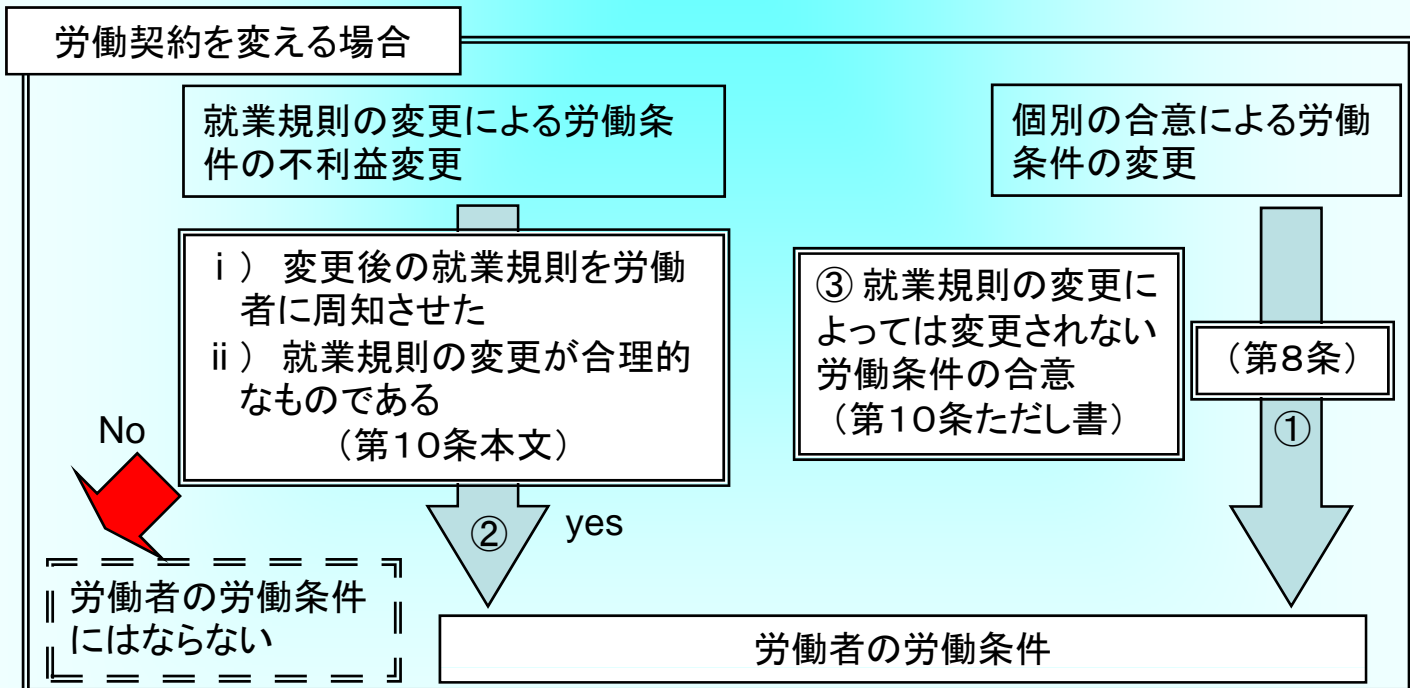 労働契約を変える場合
就業規則の変更による労働条
件の不利益変更
個別の合意による労働
条件の変更
ⅰ） 変更後の就業規則を労働
者に周知させた
ⅱ） 就業規則の変更が合理的
なものである
（第１０条本文）
③ 就業規則の変更に
よっては変更されない
労働条件の合意
（第１０条ただし書）
（第８条）
①
No
②
yes
労働者の労働条件
にはならない
労働者の労働条件